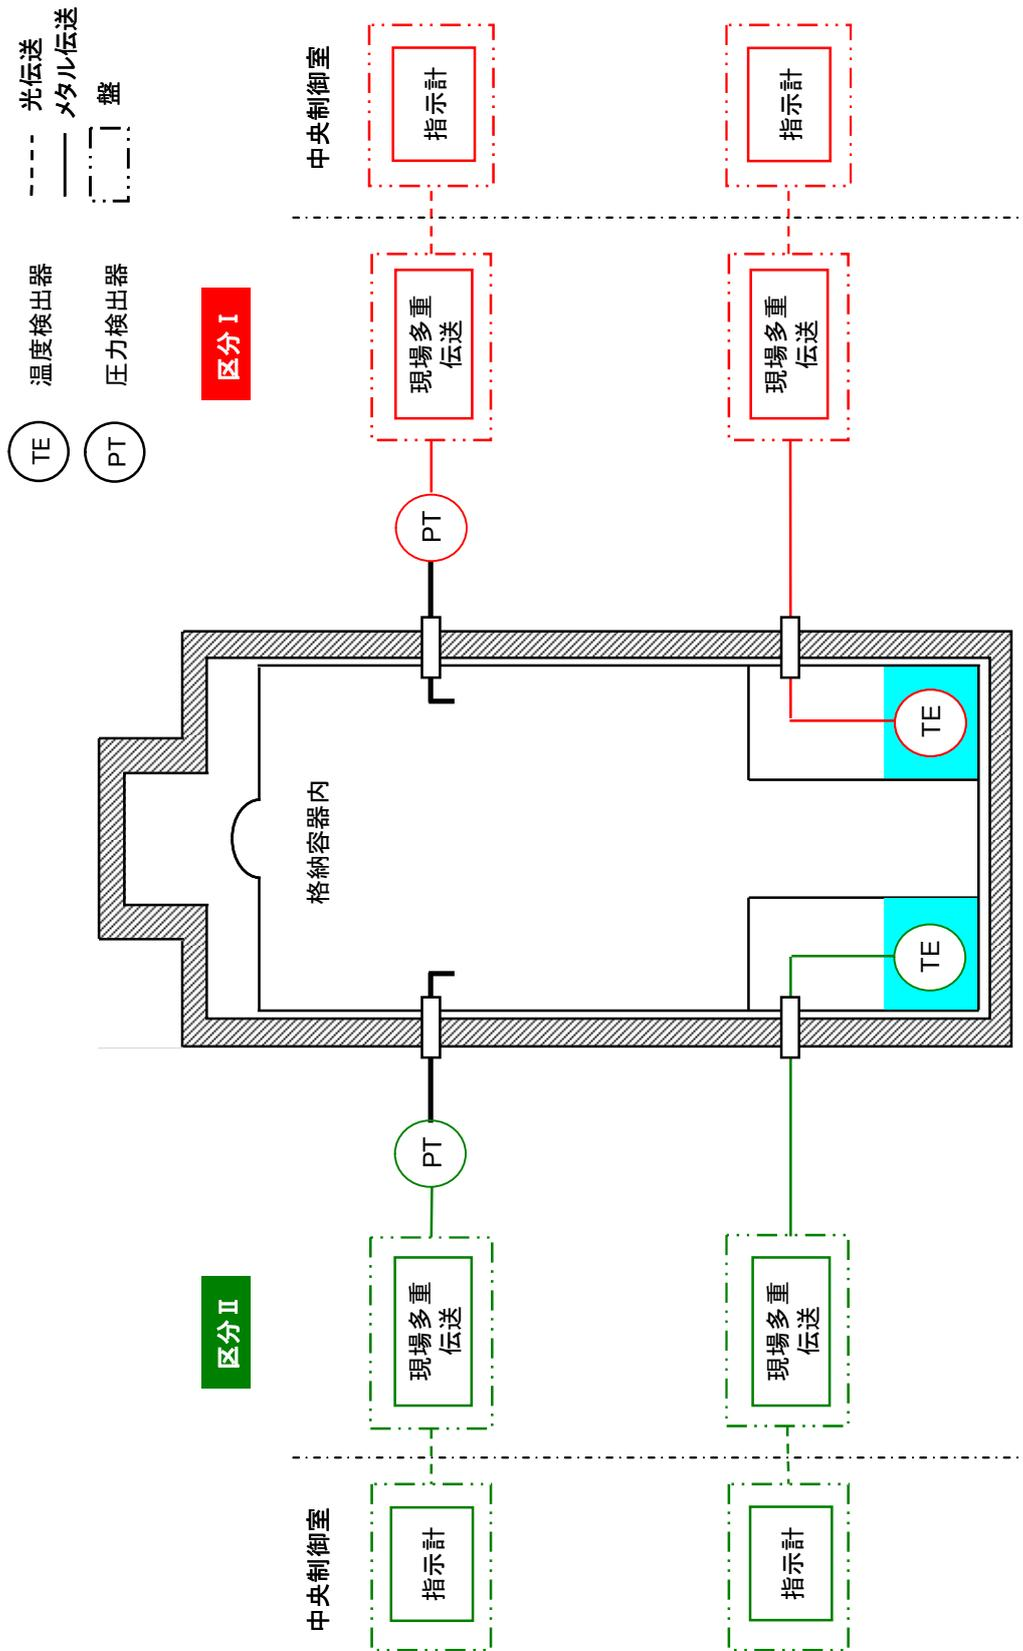 TE 温度検出器
PT 圧力検出器
光伝送
メタル伝送
盤
区分Ⅱ
区分Ⅰ
中央制御室
格納容器内
中央制御室
指示計
現場多重
伝送
PT
PT
現場多重
伝送
指示計
指示計
現場多重
伝送
TE
TE
現場多重
伝送
指示計